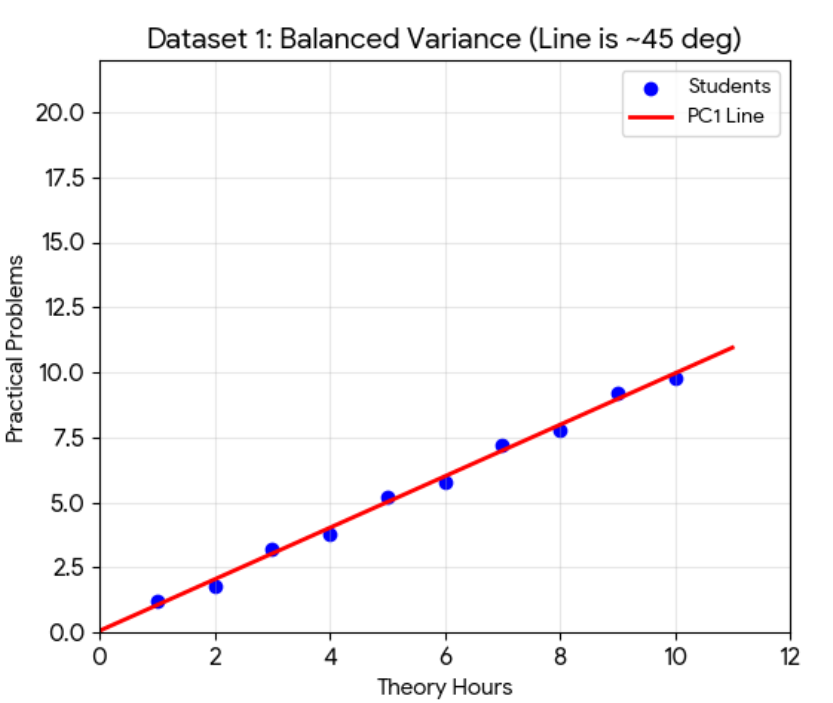 Dataset 1: Balanced Variance (Line is ~45 deg)
Students
PC1 Line
Practical Problems
20.0
17.5
15.0
12.5
10.0
7.5
5.0
2.5
0.0
0 2 4 6 8 10 12
Theory Hours